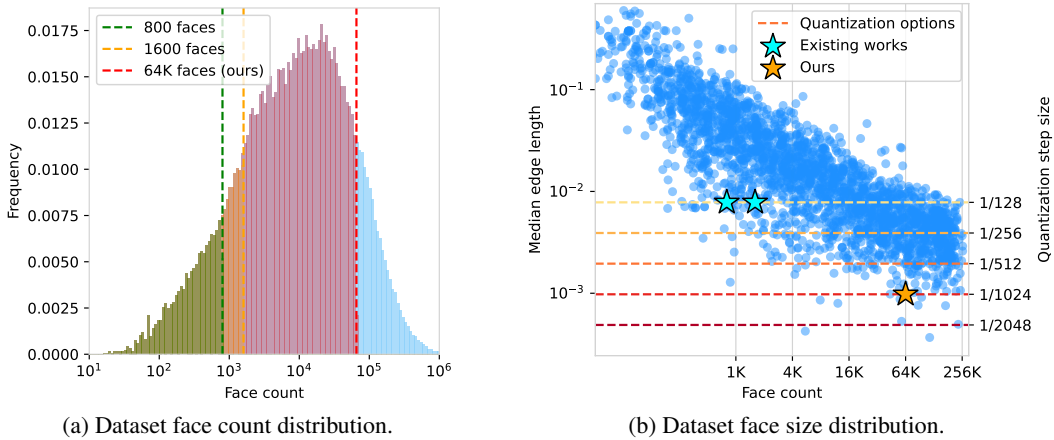 800 faces
1600 faces
64K faces (ours)
0.0175
0.0150
0.0125
0.0100
0.0075
0.0050
0.0025
0.0000
Frequency
10¹
10²
10³
10⁴
10⁵
10⁶
Face count
(a) Dataset face count distribution.
Quantization options
Existing works
Ours
10⁻¹
10⁻²
10⁻³
Median edge length
1/128
1/256
1/512
1/1024
1/2048
Quantization step size
1K
4K
16K
64K
256K
Face count
(b) Dataset face size distribution.